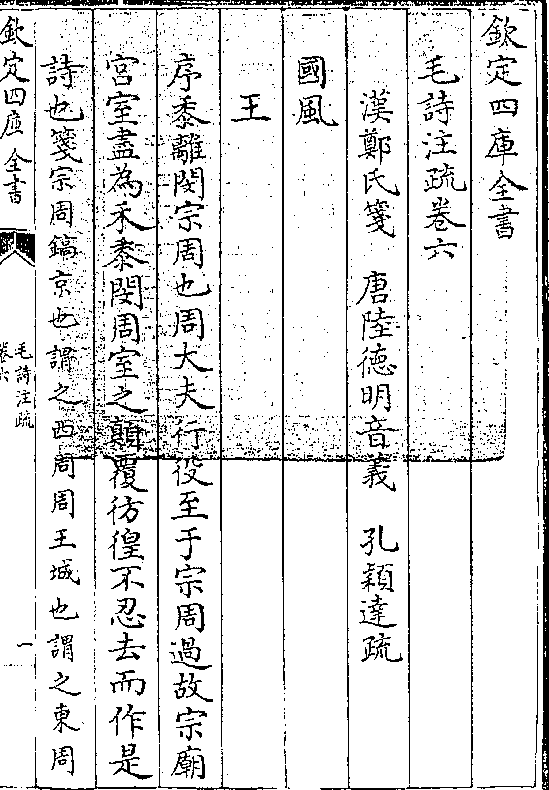 欽定四庫全書
毛詩注疏卷六
漢鄭氏箋　唐陸德明音義　孔穎達疏
國風
王
序黍離閔宗周也周大夫行役至于宗周過故宗廟
宮室盡為禾黍閔周室之顛覆彷徨不忍去而作是
詩也箋宗周鎬京也謂之西周周王城也謂之東周
欽定四庫全書
毛詩注疏
卷六
一